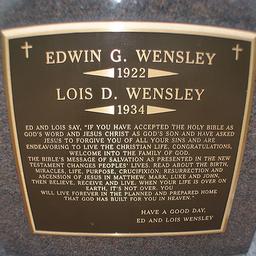 EDWIN G. WENSLEY
1922
LOIS D. WENSLEY
1934
ED AND LOIS SAY, "IF YOU HAVE ACCEPTED THE HOLY BIBLE AS
GOD'S WORD AND JESUS CHRIST AS GOD'S SON AND HAVE ASKED
JESUS TO FORGIVE YOU OF ALL YOUR SINS AND ARE
ENDEAVORING TO LIVE THE CHRISTIAN LIFE, CONGRATULATIONS,
WELCOME INTO THE FAMILY OF GOD.
THE BIBLE'S MESSAGE OF SALVATION AS PRESENTED IN THE NEW
TESTAMENT CHANGES PEOPLES' LIVES. READ ABOUT THE BIRTH,
MIRACLES, LIFE, PURPOSE, CRUCIFIXION, RESURRECTION AND
ASCENSION OF JESUS IN MATTHEW, MARK, LUKE AND JOHN,
THEN BELIEVE, RECEIVE AND LIVE. WHEN YOUR LIFE IS OVER ON
EARTH, IT'S NOT OVER. YOU
WILL LIVE FOREVER IN THE PLANNED AND PREPARED HOME
THAT GOD HAS BUILT FOR YOU IN HEAVEN."
HAVE A GOOD DAY,
ED AND LOIS WENSLEY